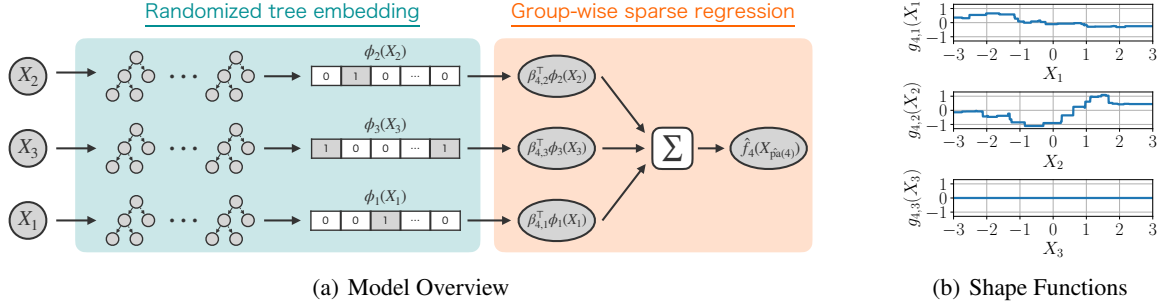 Randomized tree embedding
Group-wise sparse regression
X₂
ϕ₂(X₂)
0 1 0 ... 0
β⊤4,2ϕ₂(X₂)
X₃
ϕ₃(X₃)
1 0 0 ... 1
β⊤4,3ϕ₃(X₃)
Σ
f̂₄(X_p̂a(4))
X₁
ϕ₁(X₁)
0 0 1 ... 0
β⊤4,1ϕ₁(X₁)
(a) Model Overview
g4,1(X1
1
0
−1
−3 −2 −1 0 1 2 3
X₁
g4,2(X2)
1
0
−1
−3 −2 −1 0 1 2 3
X₂
g4,3(X3)
1
0
−1
−3 −2 −1 0 1 2 3
X₃
(b) Shape Functions